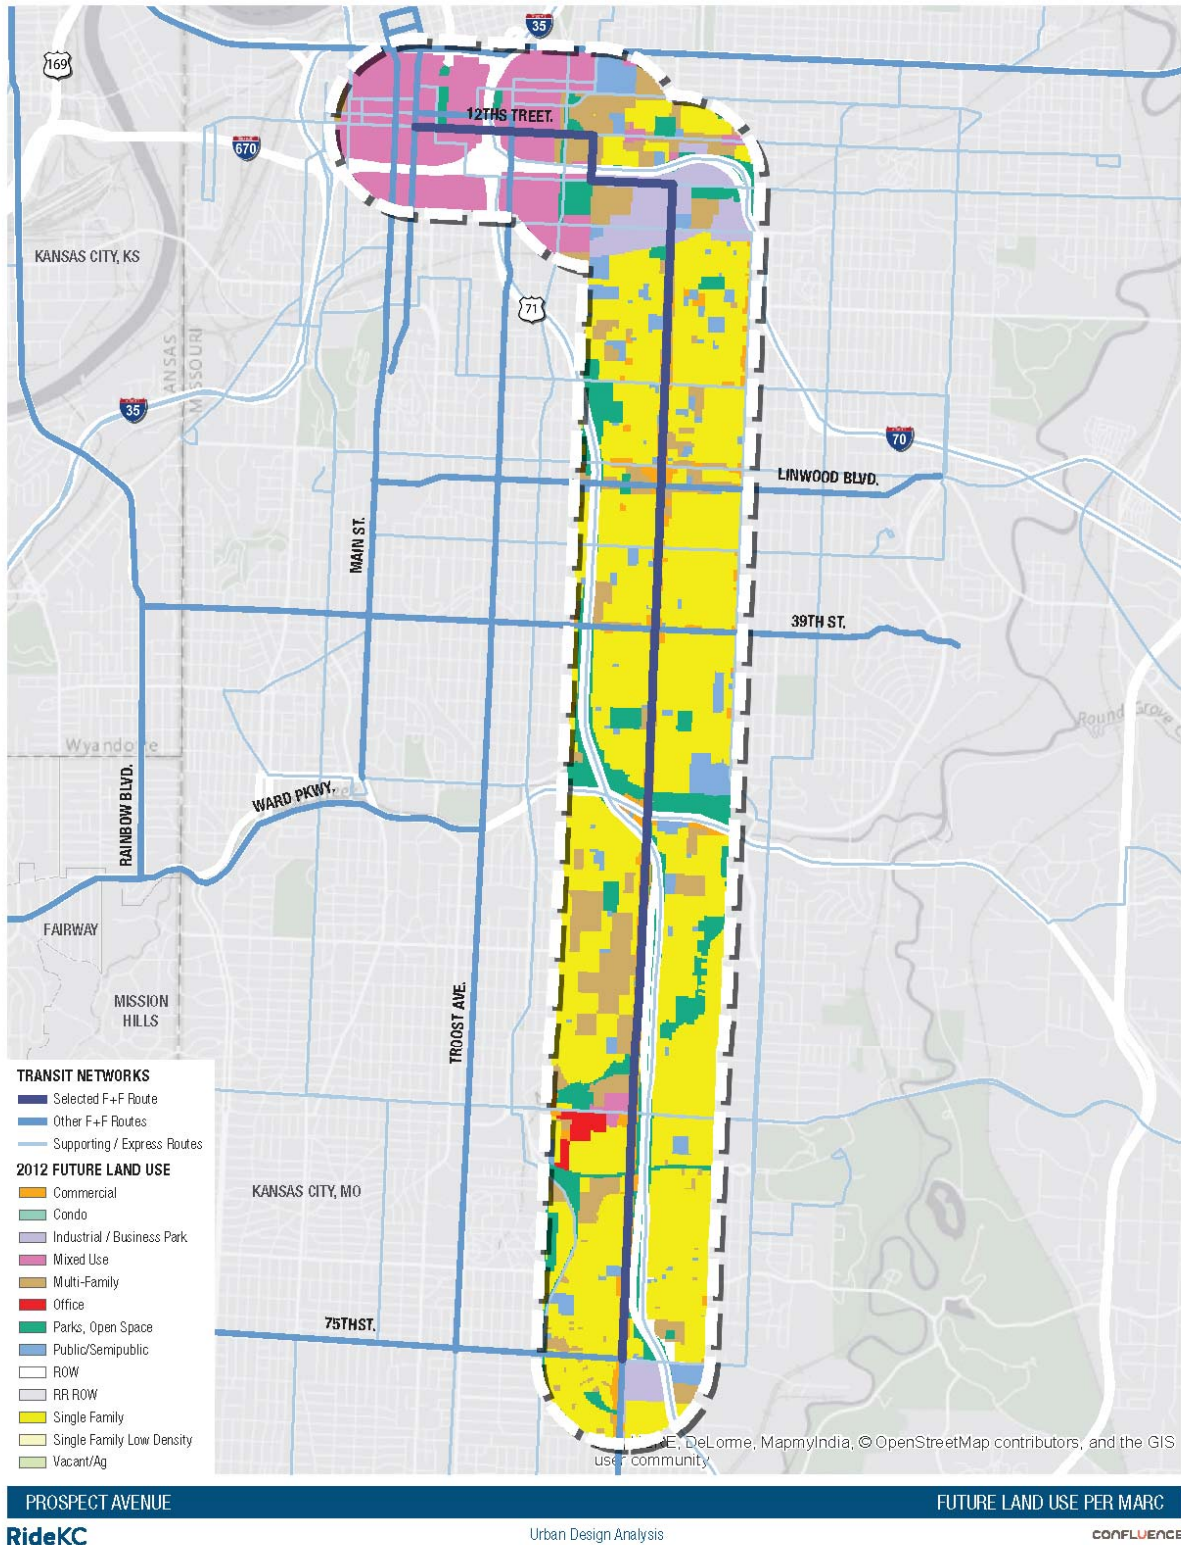 35
169
12THS TREET.
670
KANSAS CITY, KS
71
KANSAS
MISSOURI
35
70
LINWOOD BLVD.
MAIN ST.
39TH ST.
Round Grove
Wyandotte
RAINBOW BLVD.
WARD PKWY.
FAIRWAY
MISSION
HILLS
TROOST AVE.
TRANSIT NETWORKS
Selected F+F Route
Other F+F Routes
Supporting / Express Routes
2012 FUTURE LAND USE
Commercial
Condo
Industrial / Business Park
Mixed Use
Multi-Family
Office
Parks, Open Space
Public/Semipublic
ROW
RR ROW
Single Family
Single Family Low Density
Vacant/Ag
KANSAS CITY, MO
75TH ST.
DeLorme, MapmyIndia, © OpenStreetMap contributors, and the GIS
user community
PROSPECT AVENUE
FUTURE LAND USE PER MARC
RideKC
Urban Design Analysis
CONFLUENCE